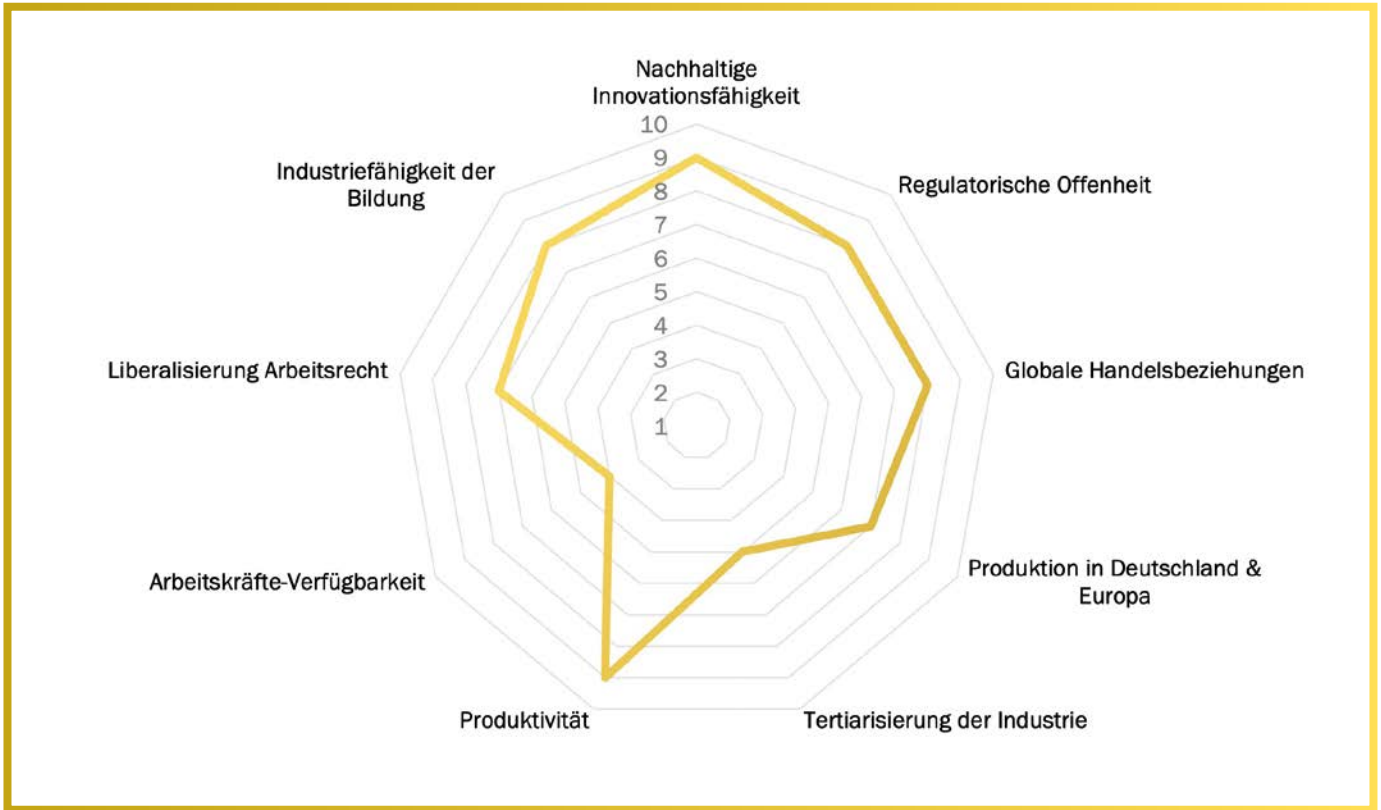 Nachhaltige
Innovationsfähigkeit
10
9
8
7
6
5
4
3
2
1
Regulatorische Offenheit
Globale Handelsbeziehungen
Produktion in Deutschland &
Europa
Tertiarisierung der Industrie
Produktivität
Arbeitskräfte-Verfügbarkeit
Liberalisierung Arbeitsrecht
Industriefähigkeit der
Bildung